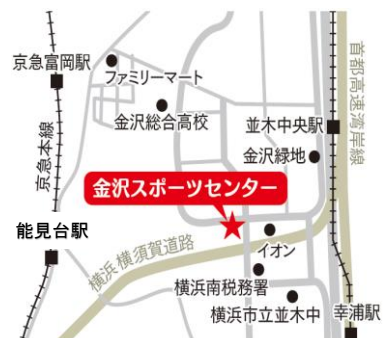 京急富岡駅
ファミリーマート
金沢総合高校
並木中央駅
首都高速湾岸線
京急本線
金沢緑地
金沢スポーツセンター
能見台駅
イオン
横浜横須賀道路
横浜南税務署
横浜市立並木中
幸浦駅